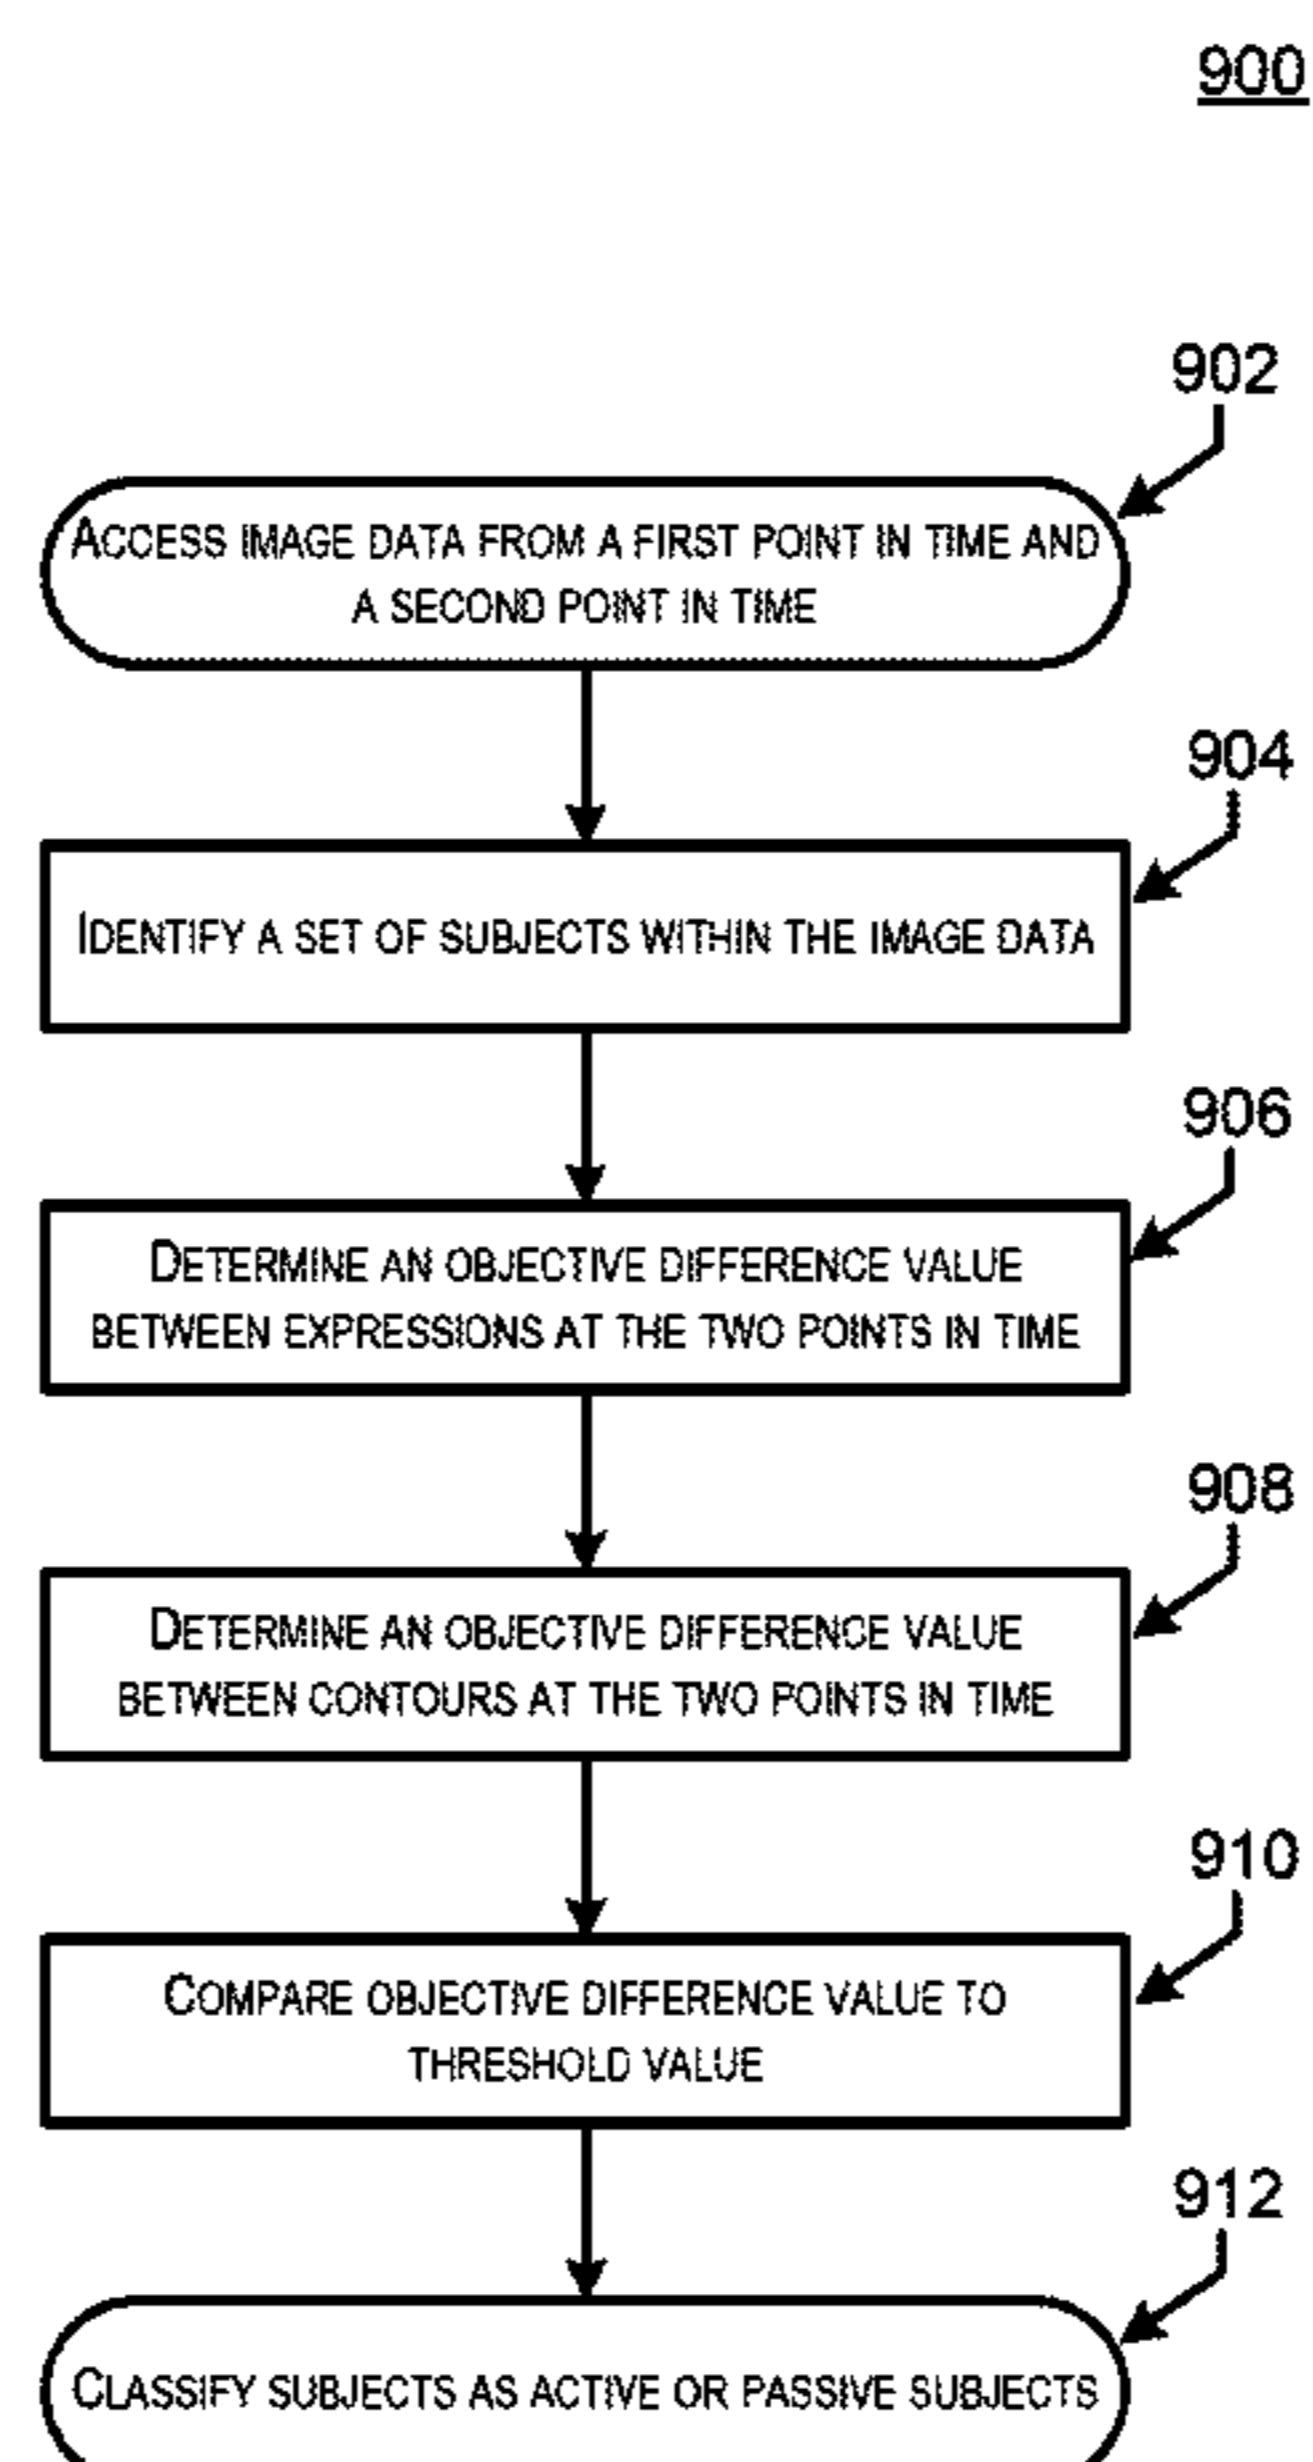 900
902
ACCESS IMAGE DATA FROM A FIRST POINT IN TIME AND
A SECOND POINT IN TIME
904
IDENTIFY A SET OF SUBJECTS WITHIN THE IMAGE DATA
906
DETERMINE AN OBJECTIVE DIFFERENCE VALUE
BETWEEN EXPRESSIONS AT THE TWO POINTS IN TIME
908
DETERMINE AN OBJECTIVE DIFFERENCE VALUE
BETWEEN CONTOURS AT THE TWO POINTS IN TIME
910
COMPARE OBJECTIVE DIFFERENCE VALUE TO
THRESHOLD VALUE
912
CLASSIFY SUBJECTS AS ACTIVE OR PASSIVE SUBJECTS